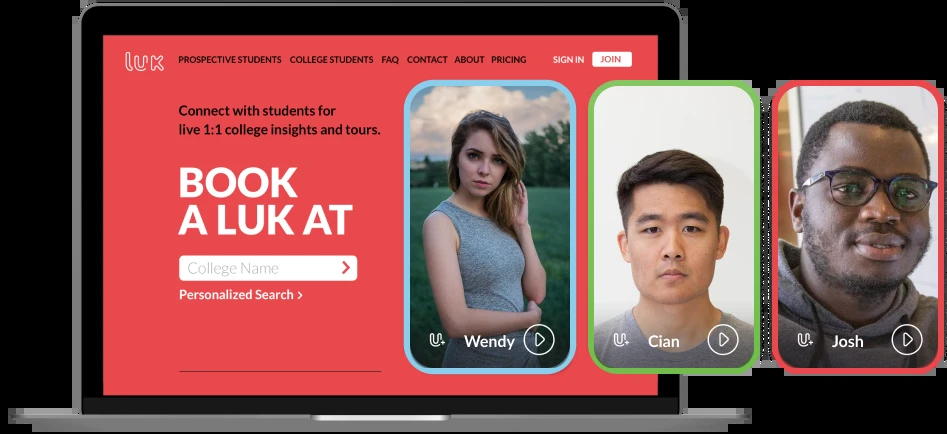 luk
PROSPECTIVE STUDENTS COLLEGE STUDENTS FAQ CONTACT ABOUT PRICING SIGN IN JOIN
Connect with students for
live 1:1 college insights and tours.
BOOK
A LUK AT
College Name
Personalized Search >
U+ Wendy
U+ Cian
U+ Josh